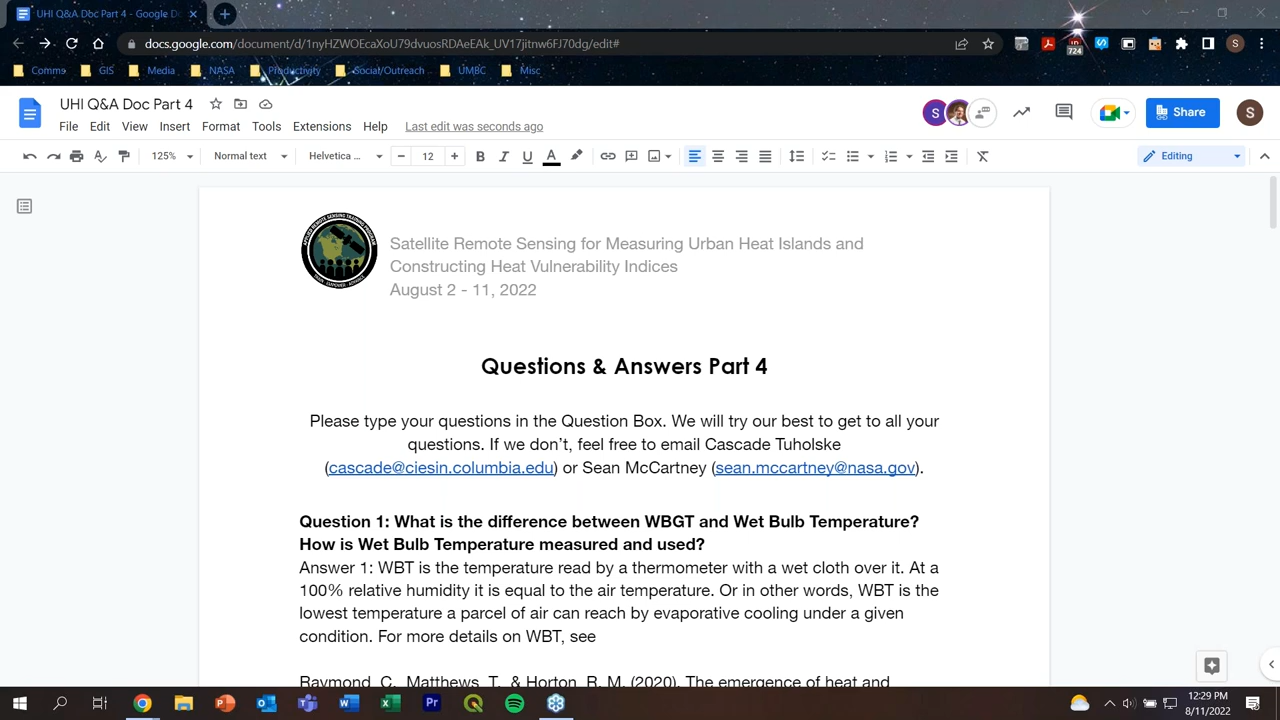 UHI Q&A Doc Part 4 - Google D
docs.google.com/document/d/1nyHZWOEcaXoU79dvuosRDAeEAk_UV17jitnw6FJ70dg/edit#
724
S
Comms
GIS
Media
NASA
Productivity
Social/Outreach
UMBC
Misc
UHI Q&A Doc Part 4
S
Share
S
File Edit View Insert Format Tools Extensions Help Last edit was seconds ago
125% Normal text Helvetica ... 12 B I U A Editing
Satellite Remote Sensing for Measuring Urban Heat Islands and
Constructing Heat Vulnerability Indices
August 2 - 11, 2022
Questions & Answers Part 4
Please type your questions in the Question Box. We will try our best to get to all your
questions. If we don't, feel free to email Cascade Tuholske
(cascade@ciesin.columbia.edu) or Sean McCartney (sean.mccartney@nasa.gov).
Question 1: What is the difference between WBGT and Wet Bulb Temperature?
How is Wet Bulb Temperature measured and used?
Answer 1: WBT is the temperature read by a thermometer with a wet cloth over it. At a
100% relative humidity it is equal to the air temperature. Or in other words, WBT is the
lowest temperature a parcel of air can reach by evaporative cooling under a given
condition. For more details on WBT, see
Raymond, C., Matthews, T., & Horton, R. M. (2020). The emergence of heat and
12:29 PM
8/11/2022